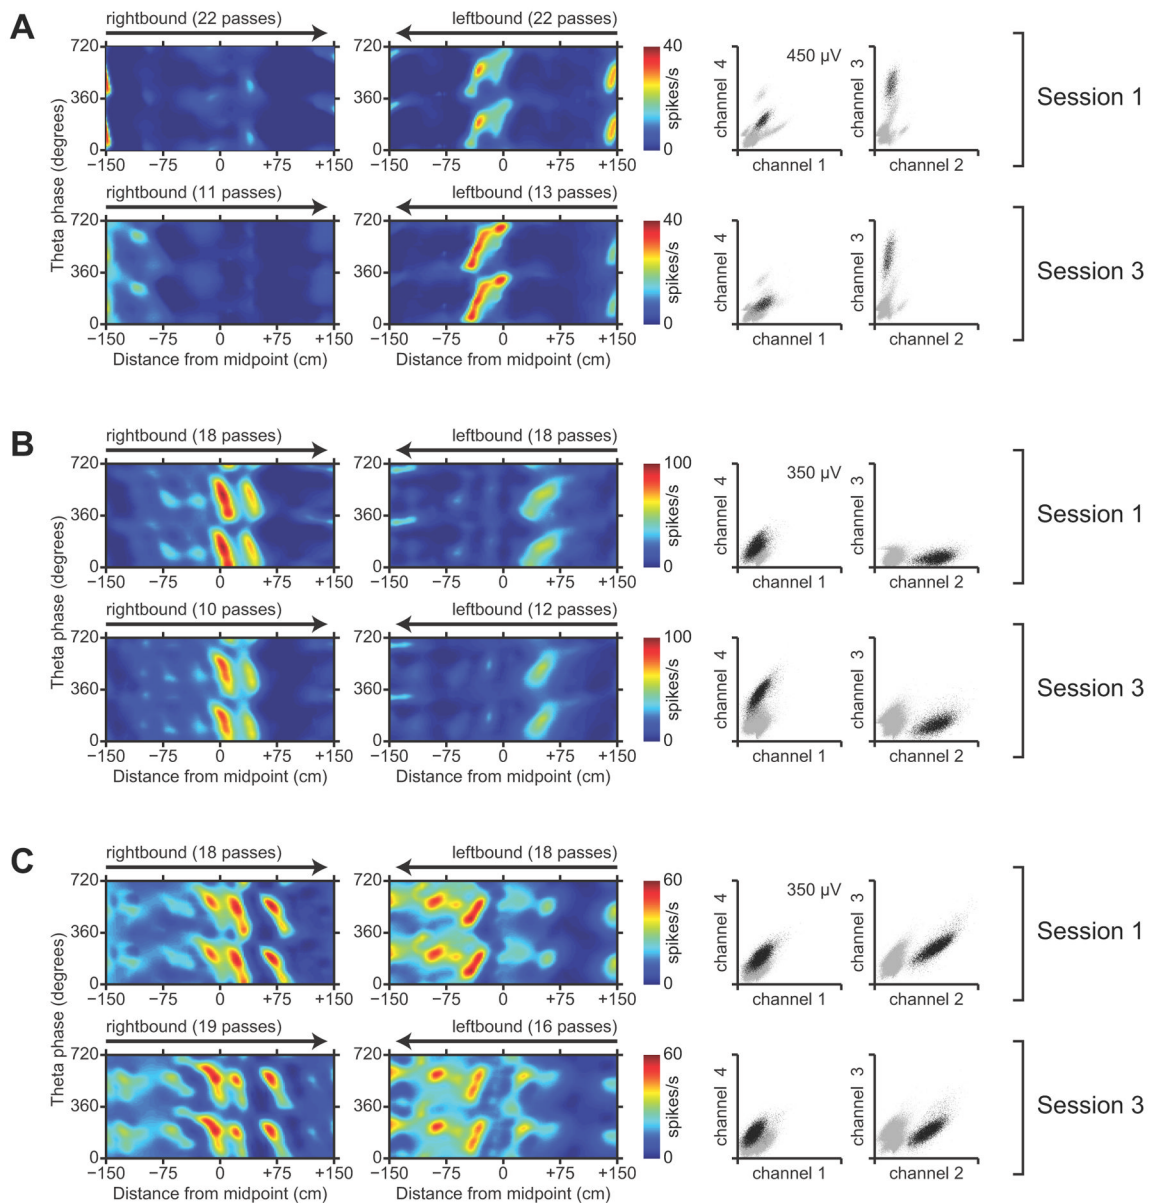 A
rightbound (22 passes)
leftbound (22 passes)
720
360
0
−150 −75 0 +75 +150
−150 −75 0 +75 +150
40
0
spikes/s
450 µV
channel 4
channel 1
channel 3
channel 2
Session 1
Theta phase (degrees)
rightbound (11 passes)
leftbound (13 passes)
720
360
0
−150 −75 0 +75 +150
−150 −75 0 +75 +150
Distance from midpoint (cm)
Distance from midpoint (cm)
40
0
spikes/s
channel 4
channel 1
channel 3
channel 2
Session 3
B
rightbound (18 passes)
leftbound (18 passes)
720
360
0
−150 −75 0 +75 +150
−150 −75 0 +75 +150
100
0
spikes/s
350 µV
channel 4
channel 1
channel 3
channel 2
Session 1
Theta phase (degrees)
rightbound (10 passes)
leftbound (12 passes)
720
360
0
−150 −75 0 +75 +150
−150 −75 0 +75 +150
Distance from midpoint (cm)
Distance from midpoint (cm)
100
0
spikes/s
channel 4
channel 1
channel 3
channel 2
Session 3
C
rightbound (18 passes)
leftbound (18 passes)
720
360
0
−150 −75 0 +75 +150
−150 −75 0 +75 +150
60
0
spikes/s
350 µV
channel 4
channel 1
channel 3
channel 2
Session 1
Theta phase (degrees)
rightbound (19 passes)
leftbound (16 passes)
720
360
0
−150 −75 0 +75 +150
−150 −75 0 +75 +150
Distance from midpoint (cm)
Distance from midpoint (cm)
60
0
spikes/s
channel 4
channel 1
channel 3
channel 2
Session 3